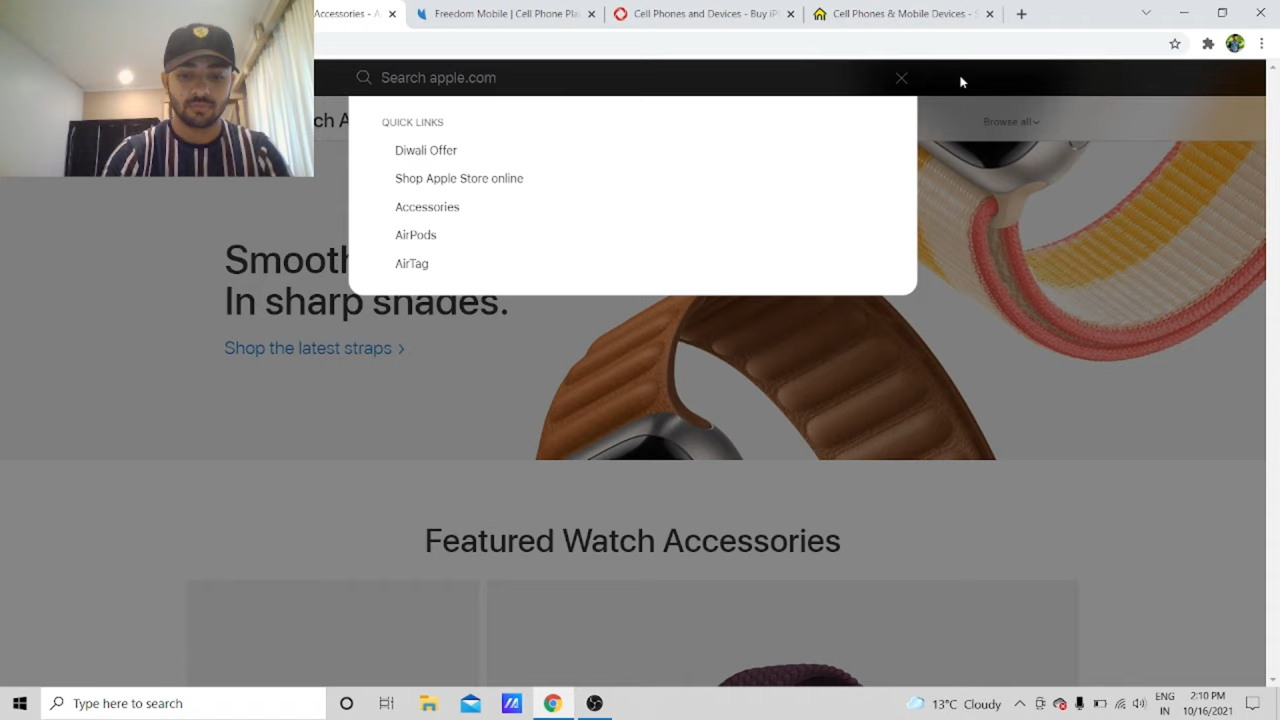 Accessories - A
Freedom Mobile | Cell Phone Pla
Cell Phones and Devices - Buy iP
Cell Phones & Mobile Devices - S
Search apple.com
ch A
Browse all
QUICK LINKS
Diwali Offer
Shop Apple Store online
Accessories
AirPods
AirTag
Smooth
In sharp shades.
Shop the latest straps >
Featured Watch Accessories
Type here to search
13°C Cloudy
ENG
IN
2:10 PM
10/16/2021